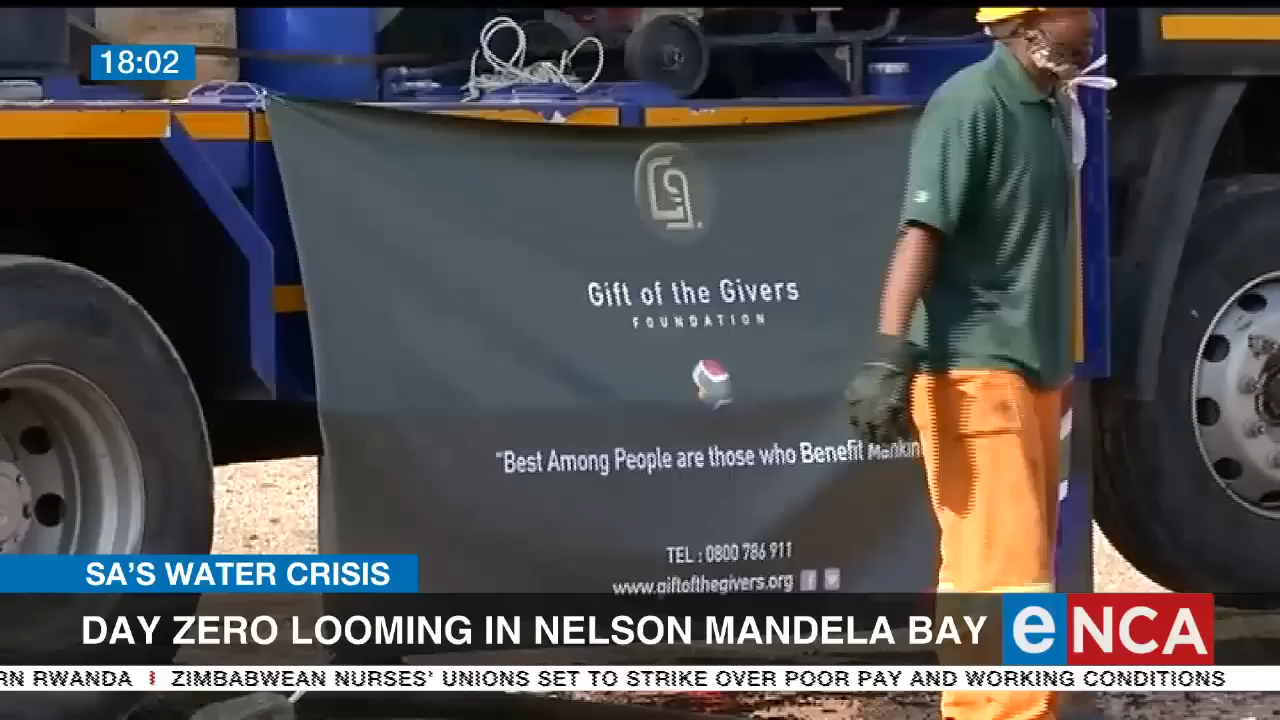 18:02
Gift of the Givers
FOUNDATION
"Best Among People are those who Benefit Mankin
TEL : 0800 786 911
www.giftofthegivers.org
SA'S WATER CRISIS
DAY ZERO LOOMING IN NELSON MANDELA BAY
eNCA
RN RWANDA ZIMBABWEAN NURSES' UNIONS SET TO STRIKE OVER POOR PAY AND WORKING CONDITIONS